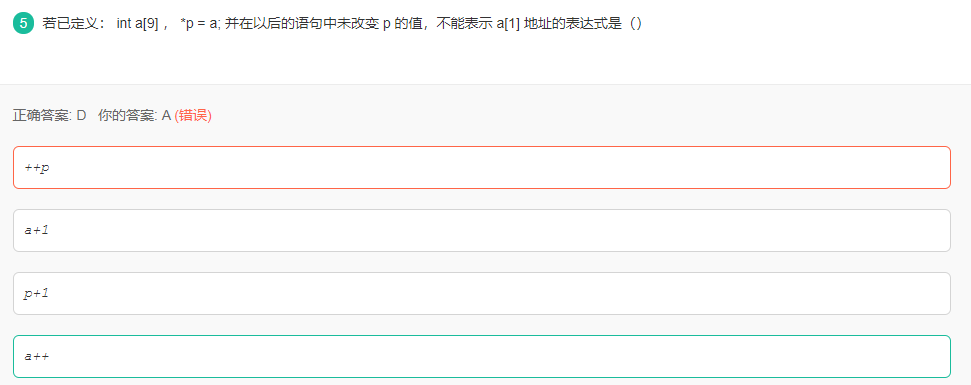 5 若已定义： int a[9] ， *p = a; 并在以后的语句中未改变 p 的值，不能表示 a[1] 地址的表达式是（）
正确答案: D 你的答案: A (错误)
++p
a+1
p+1
a++